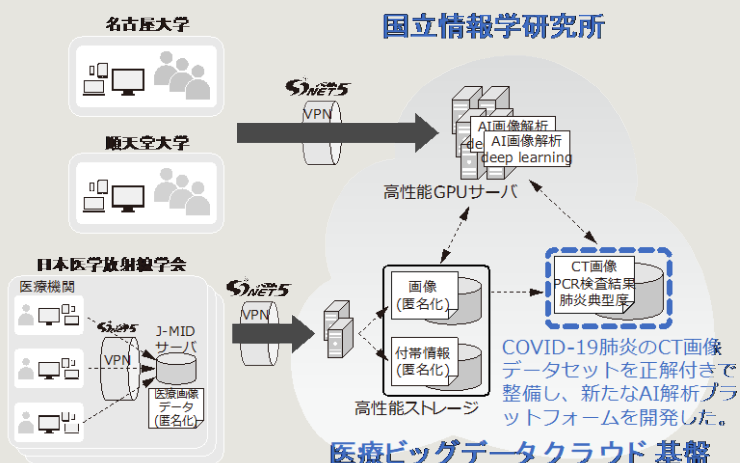 名古屋大学
国立情報学研究所
SINET5
VPN
AI画像解析
de
AI画像解析
deep learning
順天堂大学
高性能GPUサーバ
日本医学放射線学会
医療機関
SINET5
VPN
J-MID
サーバ
医療画像
データ
(匿名化)
SINET5
VPN
画像
(匿名化)
付帯情報
(匿名化)
高性能ストレージ
CT画像
PCR検査結果
肺炎典型度
COVID-19肺炎のCT画像
データセットを正解付きで
整備し、新たなAI解析プラ
ットフォームを開発した。
医療ビッグデータクラウド基盤